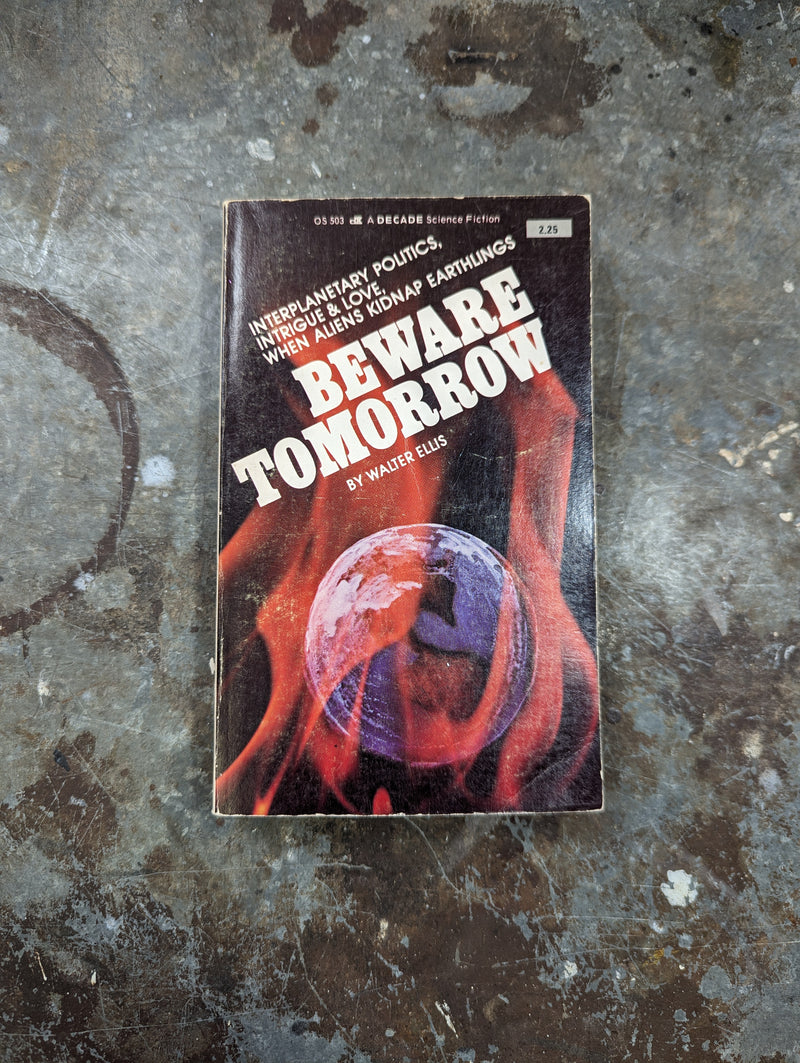 OS 503 dK A DECADE Science Fiction
2.25
INTERPLANETARY POLITICS,
INTRIGUE & LOVE,
WHEN ALIENS KIDNAP EARTHLINGS
BEWARE
TOMORROW
BY WALTER ELLIS